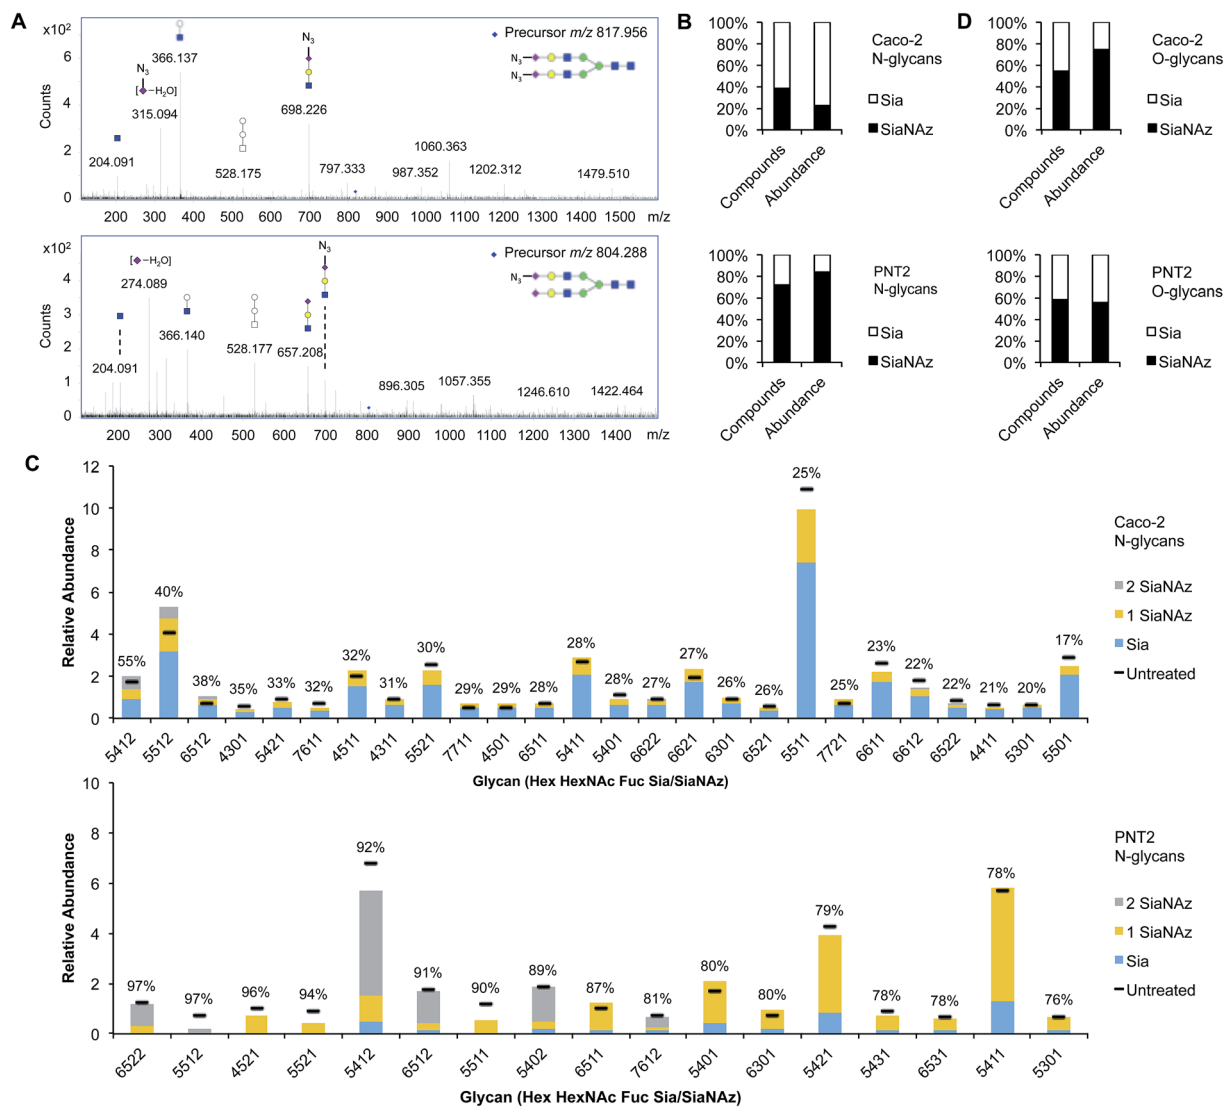 A
x10²
6
4
2
0
Counts
N₃
366.137
[
–H₂O]
315.094
204.091
528.175
N₃
698.226
797.333
987.352
1060.363
1202.312
1479.510
Precursor m/z 817.956
N₃
N₃
200 300 400 500 600 700 800 900 1000 1100 1200 1300 1400 1500 m/z
x10²
4
3
2
1
0
Counts
[
–H₂O]
274.089
204.091
366.140
528.177
657.208
N₃
896.305
1057.355
1246.610
1422.464
Precursor m/z 804.288
N₃
200 300 400 500 600 700 800 900 1000 1100 1200 1300 1400 m/z
B
100%
80%
60%
40%
20%
0%
Compounds
Abundance
Caco-2
N-glycans
Sia
SiaNAz
100%
80%
60%
40%
20%
0%
Compounds
Abundance
PNT2
N-glycans
Sia
SiaNAz
D
100%
80%
60%
40%
20%
0%
Compounds
Abundance
Caco-2
O-glycans
Sia
SiaNAz
100%
80%
60%
40%
20%
0%
Compounds
Abundance
PNT2
O-glycans
Sia
SiaNAz
C
12
10
8
6
4
2
0
Relative Abundance
55% 40% 38% 35% 33% 32% 32% 31% 30% 29% 29% 28% 28% 28% 27% 27% 26% 26% 25% 25% 23% 22% 22% 21% 20% 17%
5412 5512 6512 4301 5421 7611 4511 4311 5521 7711 4501 6511 5411 5401 6622 6621 6301 6521 5511 7721 6611 6612 6522 4411 5301 5501
Glycan (Hex HexNAc Fuc Sia/SiaNAz)
Caco-2
N-glycans
2 SiaNAz
1 SiaNAz
Sia
Untreated
10
8
6
4
2
0
Relative Abundance
97% 97% 96% 94% 92% 91% 90% 89% 87% 81% 80% 80% 79% 78% 78% 78% 76%
6522 5512 4521 5521 5412 6512 5511 5402 6511 7612 5401 6301 5421 5431 6531 5411 5301
Glycan (Hex HexNAc Fuc Sia/SiaNAz)
PNT2
N-glycans
2 SiaNAz
1 SiaNAz
Sia
Untreated